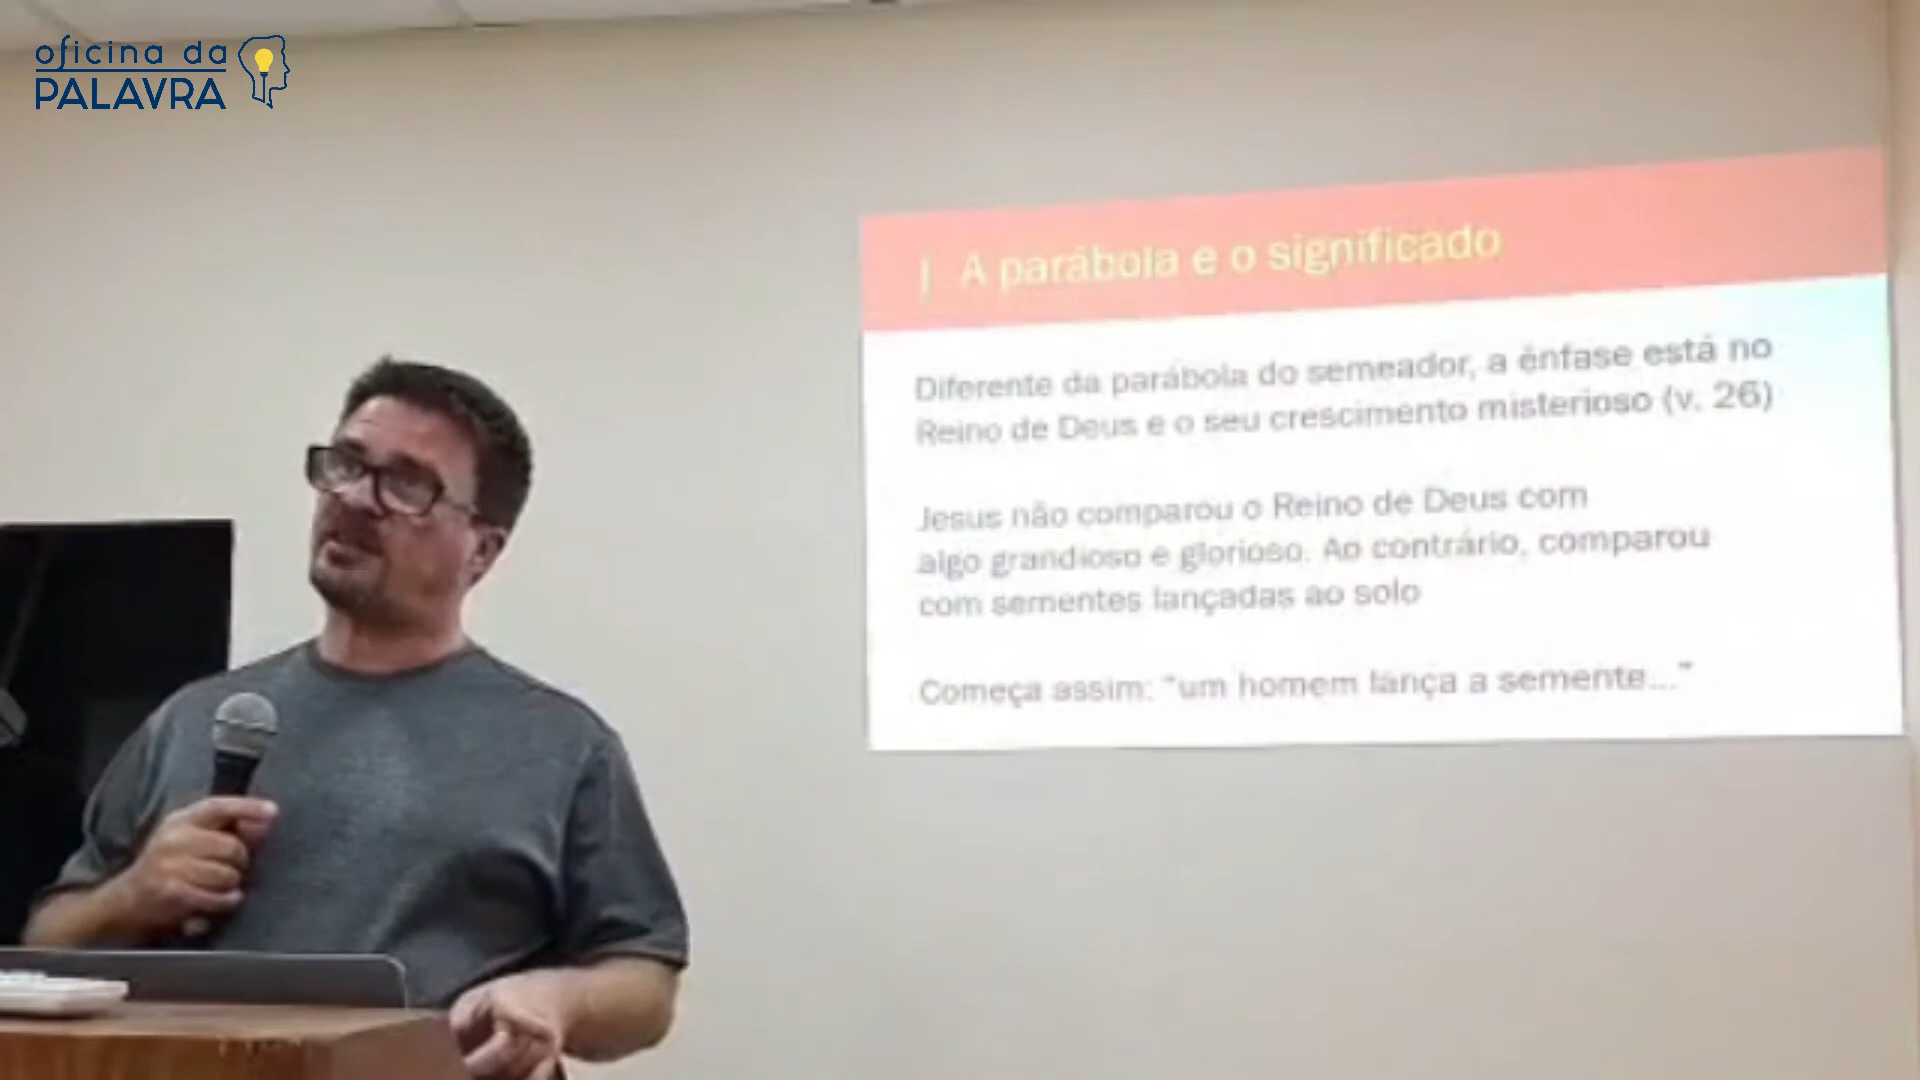 oficina da
PALAVRA
| A parábola e o significado
Diferente da parábola do semeador, a ênfase está no
Reino de Deus e o seu crescimento misterioso (v. 26)
Jesus não comparou o Reino de Deus com
algo grandioso e glorioso. Ao contrário, comparou
com sementes lançadas ao solo
Começa assim: "um homem lança a semente..."